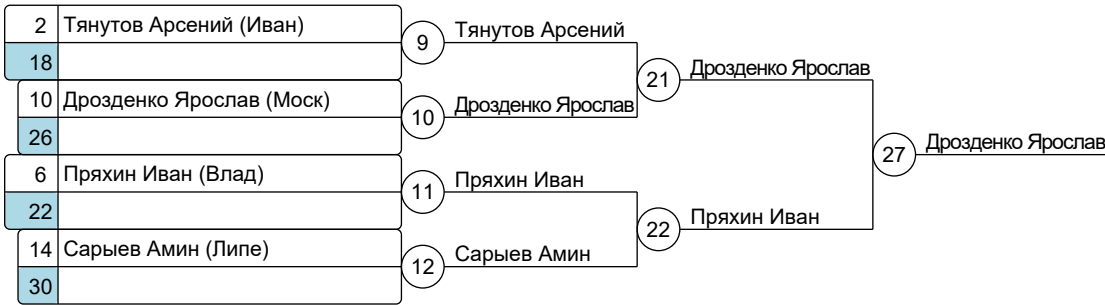 2 Тянутов Арсений (Иван)
18
10 Дрозденко Ярослав (Моск)
26
6 Пряхин Иван (Влад)
22
14 Сарыев Амин (Липе)
30
9 Тянутов Арсений
10 Дрозденко Ярослав
11 Пряхин Иван
12 Сарыев Амин
21 Дрозденко Ярослав
22 Пряхин Иван
27 Дрозденко Ярослав